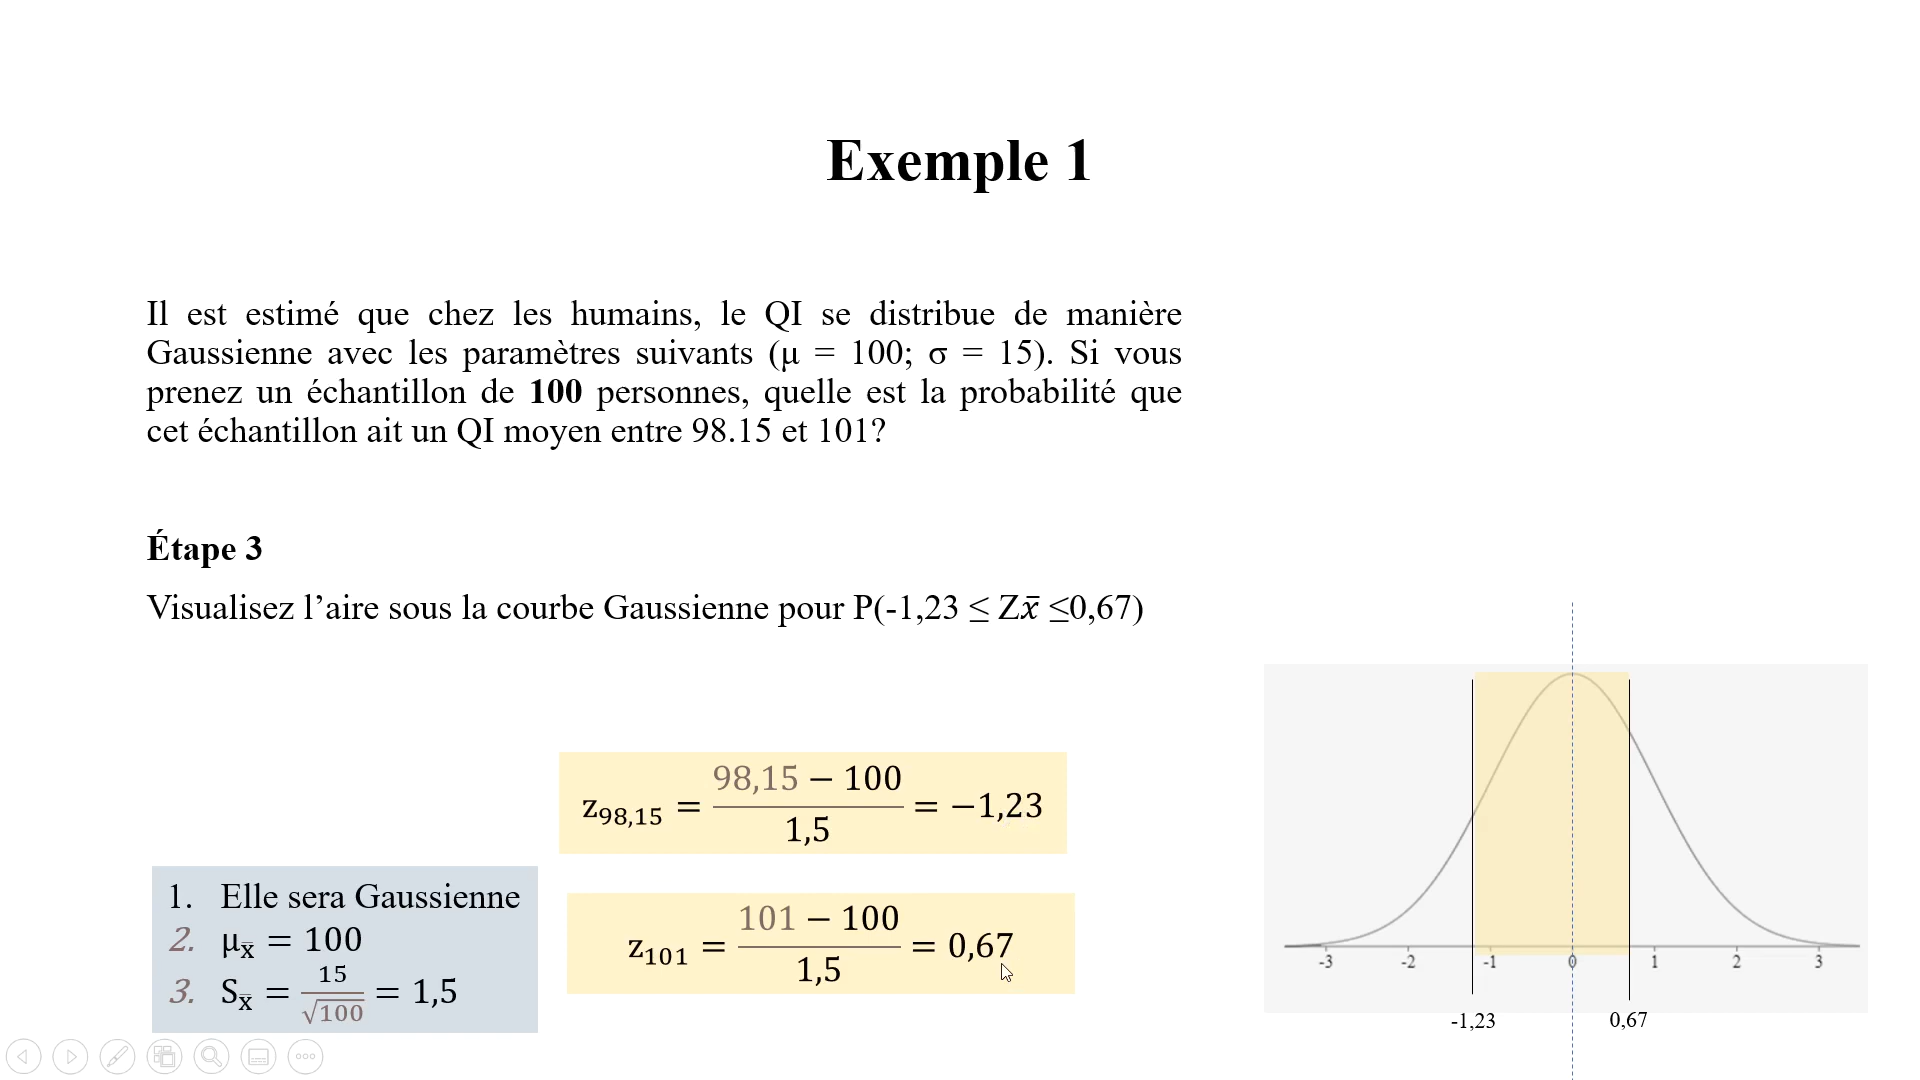 Exemple 1
Il est estimé que chez les humains, le QI se distribue de manière
Gaussienne avec les paramètres suivants (μ = 100; σ = 15). Si vous
prenez un échantillon de 100 personnes, quelle est la probabilité que
cet échantillon ait un QI moyen entre 98.15 et 101?
Étape 3
Visualisez l’aire sous la courbe Gaussienne pour P(-1,23 ≤ Zx̄ ≤0,67)
z98,15 = (98,15 − 100)/1,5 = −1,23
1. Elle sera Gaussienne
2. μx̄ = 100
3. Sx̄ = 15/√100 = 1,5
z101 = (101 − 100)/1,5 = 0,67
-3 -2 -1 0 1 2 3
-1,23 0,67